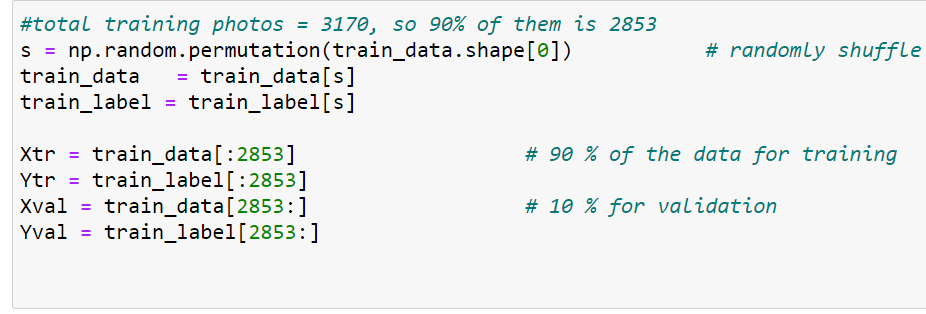 #total training photos = 3170, so 90% of them is 2853
s = np.random.permutation(train_data.shape[0]) # randomly shuffle
train_data = train_data[s]
train_label = train_label[s]
Xtr = train_data[:2853] # 90 % of the data for training
Ytr = train_label[:2853]
Xval = train_data[2853:] # 10 % for validation
Yval = train_label[2853:]